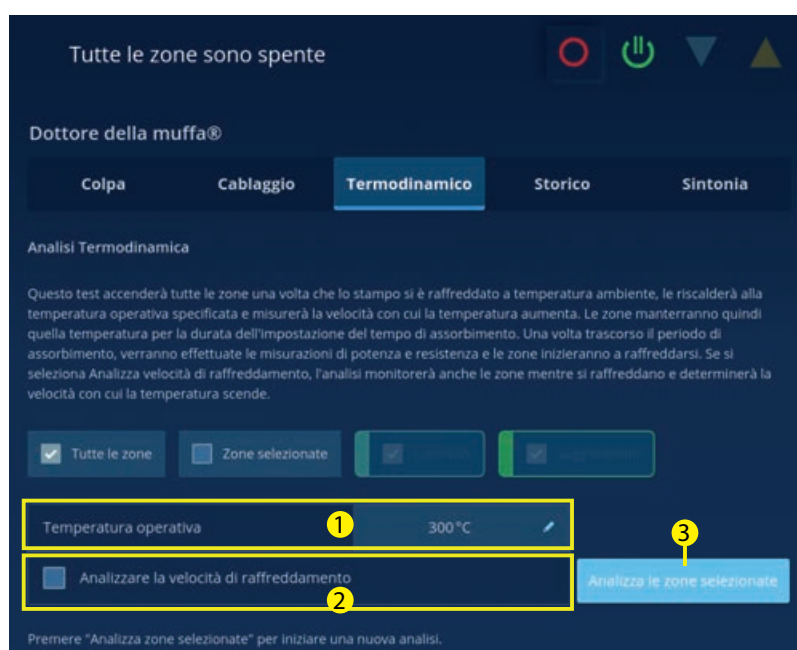 Tutte le zone sono spente
Dottore della muffa®
Colpa Cablaggio Termodinamico Storico Sintonia
Analisi Termodinamica
Questo test accenderà tutte le zone una volta che lo stampo si è raffreddato a temperatura ambiente, le riscalderà alla
temperatura operativa specificata e misurerà la velocità con cui la temperatura aumenta. Le zone manterranno quindi
quella temperatura per la durata dell'impostazione del tempo di assorbimento. Una volta trascorso il periodo di
assorbimento, verranno effettuate le misurazioni di potenza e resistenza e le zone inizieranno a raffreddarsi. Se si
seleziona Analizza velocità di raffreddamento, l'analisi monitorerà anche le zone mentre si raffreddano e determinerà la
velocità con cui la temperatura scende.
Tutte le zone Zone selezionate
Temperatura operativa 1 300°C
3
Analizzare la velocità di raffreddamento Analizza le zone selezionate
2
Premere "Analizza zone selezionate" per iniziare una nuova analisi.